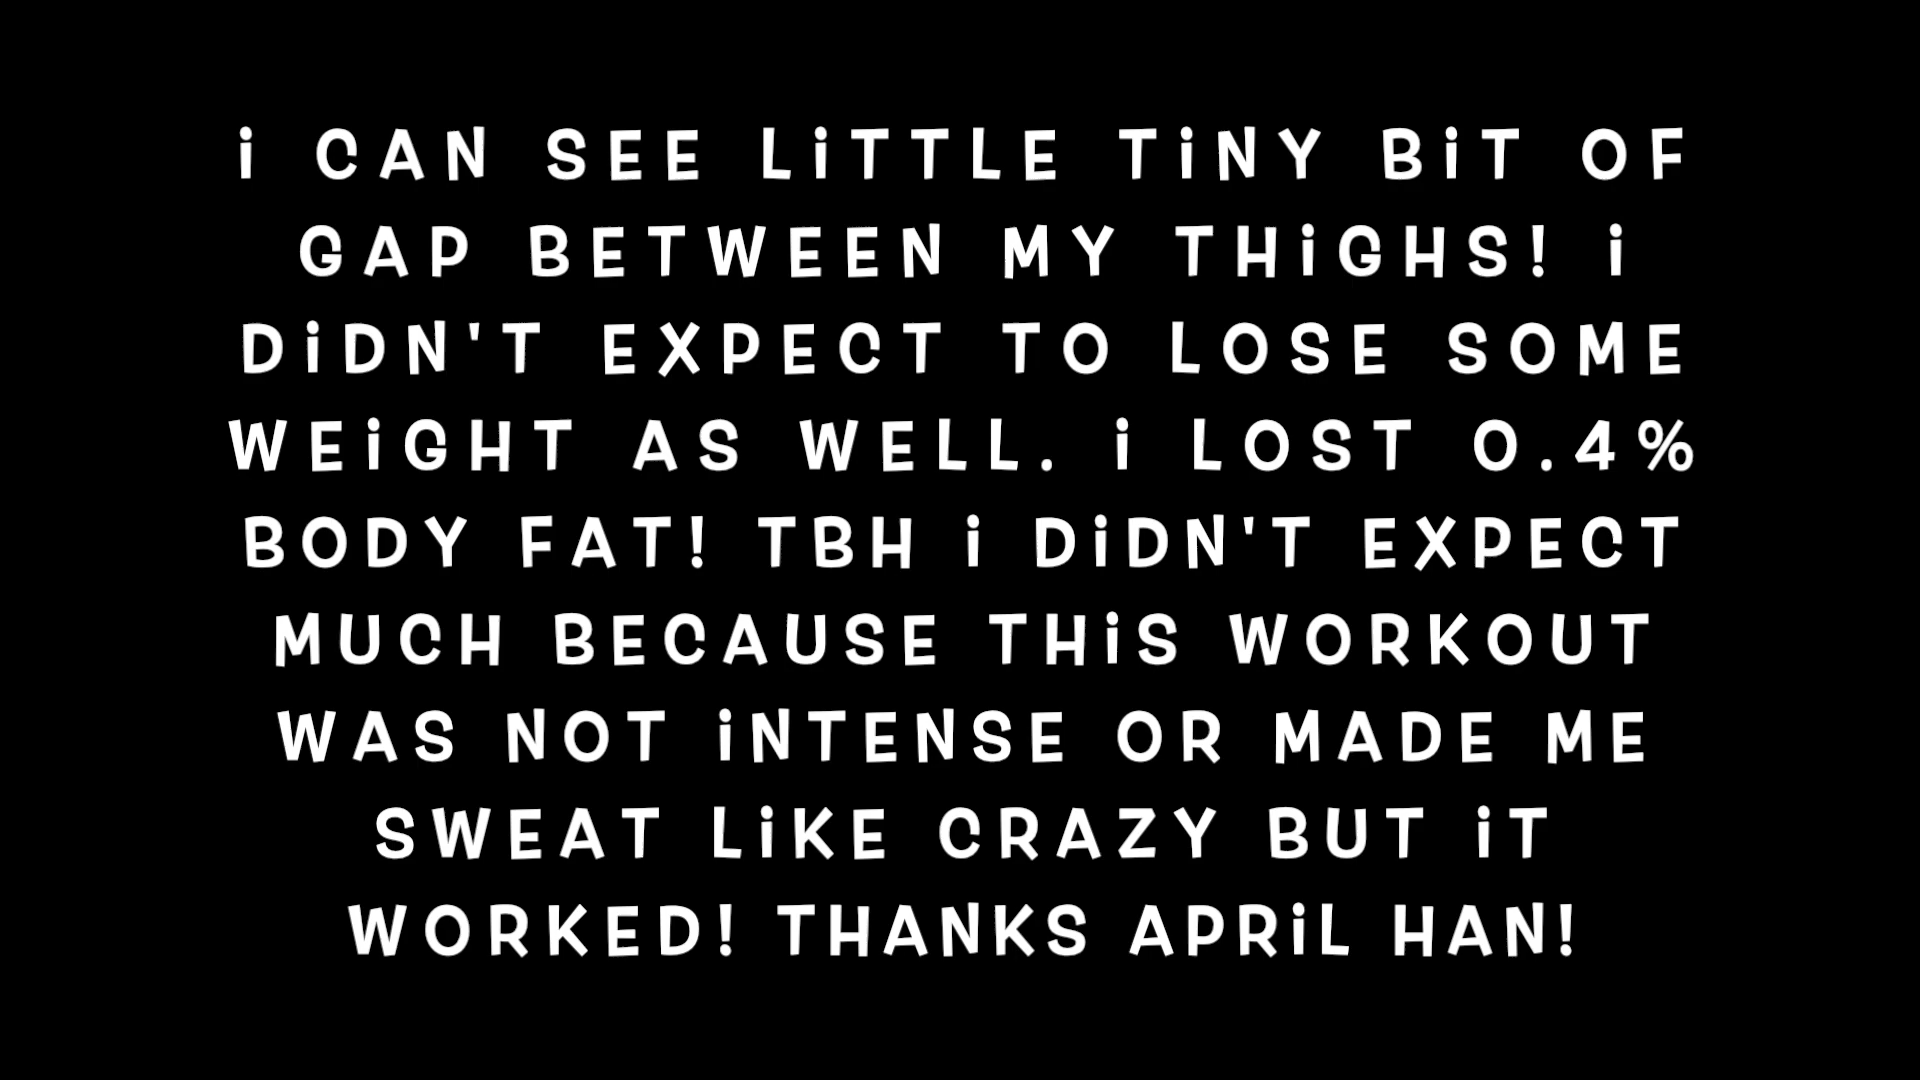 i CAN SEE LiTTLE TiNY BiT OF
GAP BETWEEN MY THiGHS! i
DiDN'T EXPECT TO LOSE SOME
WEiGHT AS WELL. i LOST 0.4%
BODY FAT! TBH i DiDN'T EXPECT
MUCH BECAUSE THiS WORKOUT
WAS NOT iNTENSE OR MADE ME
SWEAT LiKE CRAZY BUT iT
WORKED! THANKS APRiL HAN!